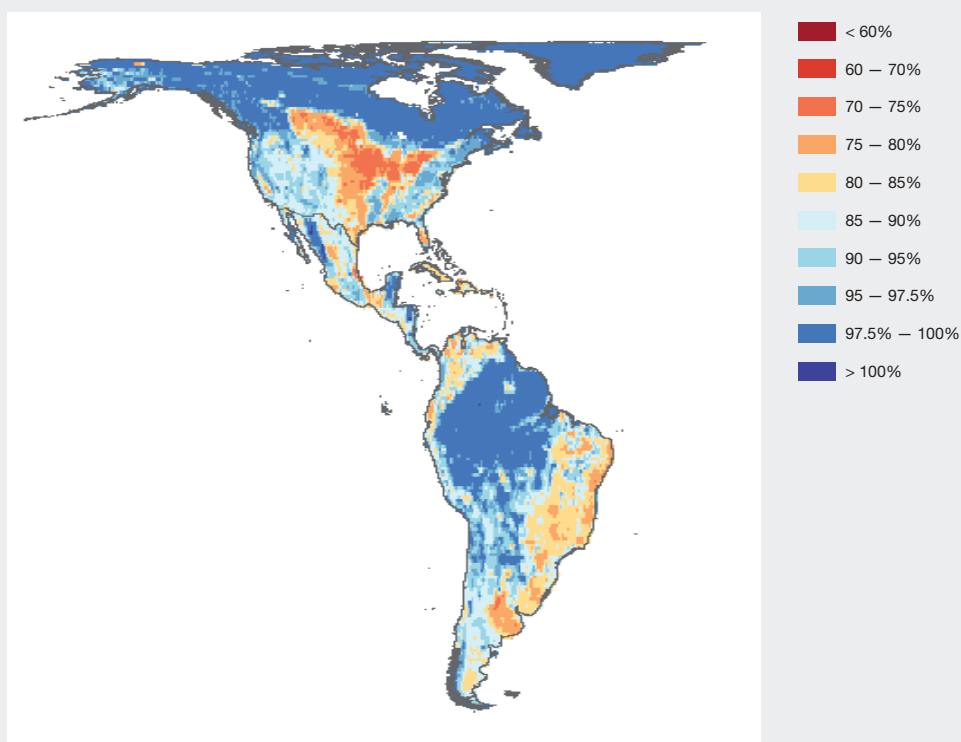 < 60%
60 — 70%
70 — 75%
75 — 80%
80 — 85%
85 — 90%
90 — 95%
95 — 97.5%
97.5% — 100%
> 100%